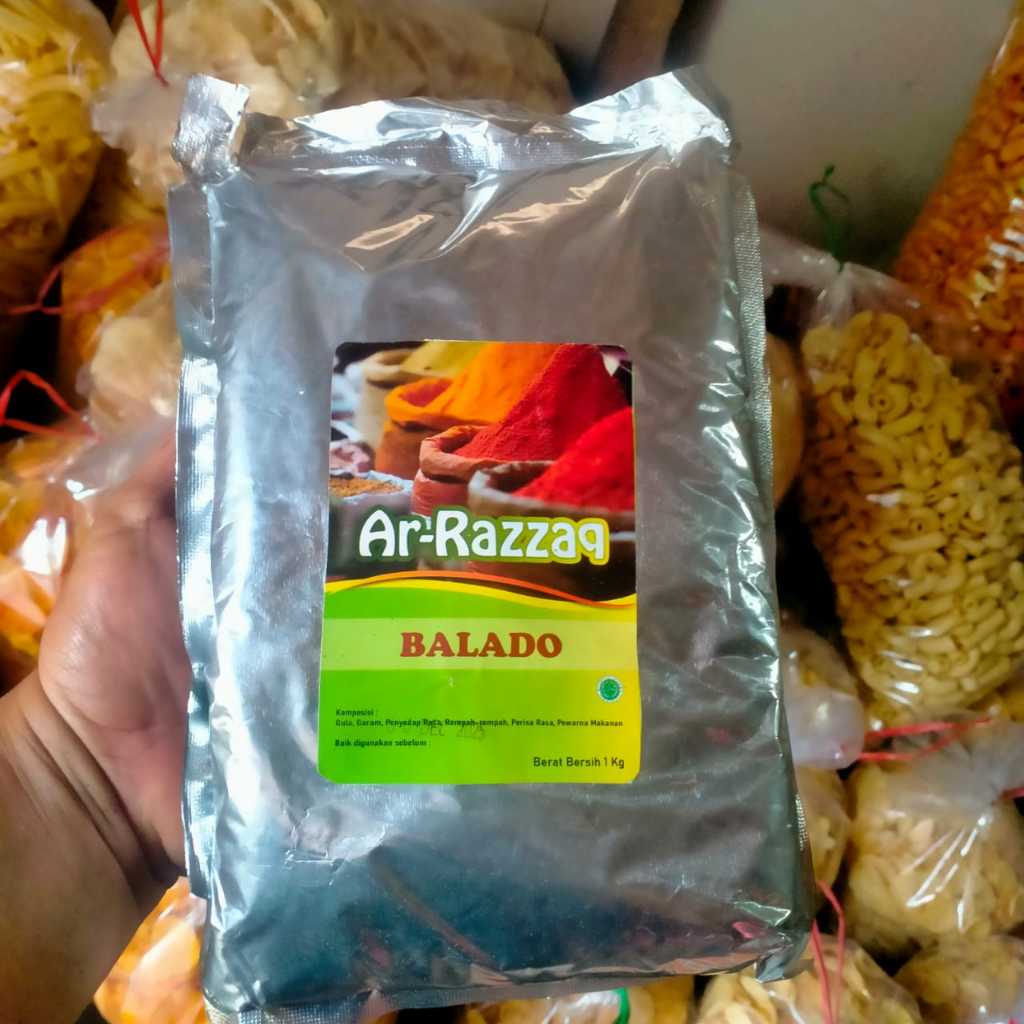 Ar-Razzaq
BALADO
Komposisi :
Gula, Garam, Penyedap Rasa, Rempah-rempah, Perisa Rasa, Pewarna Makanan
Baik digunakan sebelum :
Berat Bersih 1 Kg